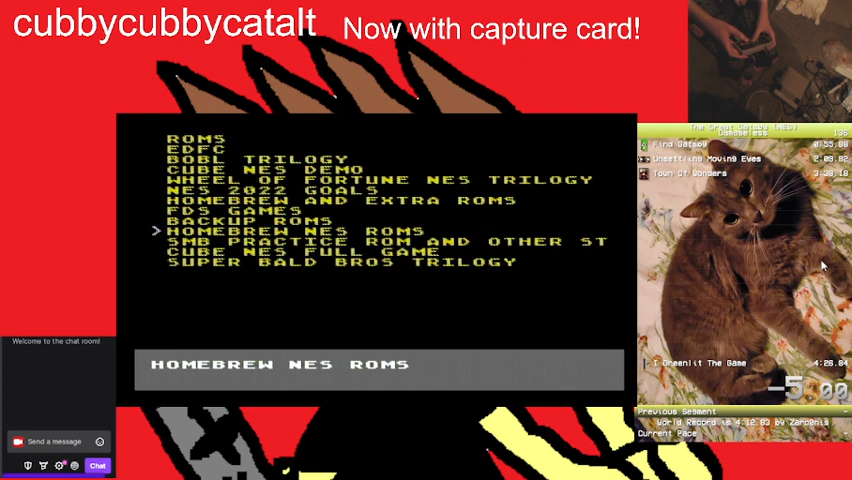 cubbycubbycatalt
Now with capture card!
ROMS
EDFC
BOBL TRILOGY
CUBE NES DEMO
WHEEL OF FORTUNE NES TRILOGY
NES 2022 GOALS
HOMEBREW AND EXTRA ROMS
FDS GAMES
BACKUP ROMS
>HOMEBREW NES ROMS
SMB PRACTICE ROM AND OTHER ST
CUBE NES FULL GAME
SUPER BALD BROS TRILOGY
HOMEBREW NES ROMS
The Great Gatsby (NES)
Damageless 136
Find Gatsby 0:55.88
Unsettling Moving Eyes 2:09.82
Town Of Wonders 3:38.18
I Greenlit The Game 4:26.84
-5.00
Previous Segment -
World Record is 4:12.83 by Zarc0nis
Current Pace -
Welcome to the chat room!
Send a message
Chat